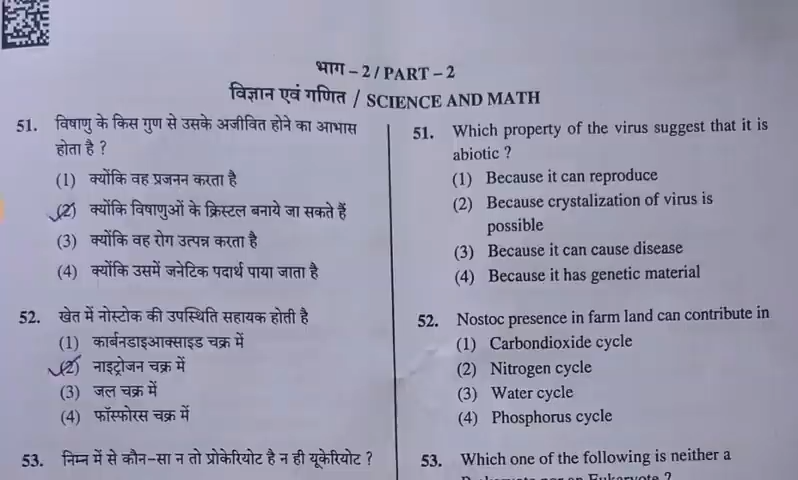 भाग – 2 / PART – 2
विज्ञान एवं गणित / SCIENCE AND MATH
51. विषाणु के किस गुण से उसके अजीवित होने का आभास
होता है ?
(1) क्योंकि वह प्रजनन करता है
(2) क्योंकि विषाणुओं के क्रिस्टल बनाये जा सकते हैं
(3) क्योंकि वह रोग उत्पन्न करता है
(4) क्योंकि उसमें जनेटिक पदार्थ पाया जाता है
52. खेत में नोस्टोक की उपस्थिति सहायक होती है
(1) कार्बनडाइआक्साइड चक्र में
(2) नाइट्रोजन चक्र में
(3) जल चक्र में
(4) फॉस्फोरस चक्र में
53. निम्न में से कौन-सा न तो प्रोकेरियोट है न ही यूकेरियोट ?
51. Which property of the virus suggest that it is
abiotic ?
(1) Because it can reproduce
(2) Because crystalization of virus is
possible
(3) Because it can cause disease
(4) Because it has genetic material
52. Nostoc presence in farm land can contribute in
(1) Carbondioxide cycle
(2) Nitrogen cycle
(3) Water cycle
(4) Phosphorus cycle
53. Which one of the following is neither a